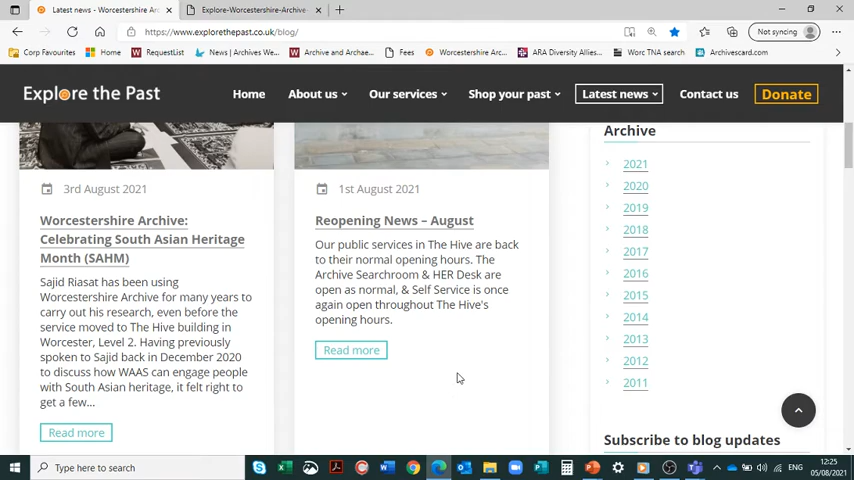 Latest news - Worcestershire Arc
Explore-Worcestershire-Archive-
https://www.explorethepast.co.uk/blog/
Not syncing
Corp Favourites
Home
RequestList
News | Archives We...
Archive and Archae...
Fees
Worcestershire Arc...
ARA Diversity Allies...
Worc TNA search
Archivescard.com
Explore the Past
Home
About us
Our services
Shop your past
Latest news
Contact us
Donate
3rd August 2021
Worcestershire Archive:
Celebrating South Asian Heritage
Month (SAHM)
Sajid Riasat has been using
Worcestershire Archive for many years to
carry out his research, even before the
service moved to The Hive building in
Worcester, Level 2. Having previously
spoken to Sajid back in December 2020
to discuss how WAAS can engage people
with South Asian heritage, it felt right to
get a few...
Read more
1st August 2021
Reopening News – August
Our public services in The Hive are back
to their normal opening hours. The
Archive Searchroom & HER Desk are
open as normal, & Self Service is once
again open throughout The Hive's
opening hours.
Read more
Archive
2021
2020
2019
2018
2017
2016
2015
2014
2013
2012
2011
Subscribe to blog updates
Type here to search
ENG
12:25
05/08/2021